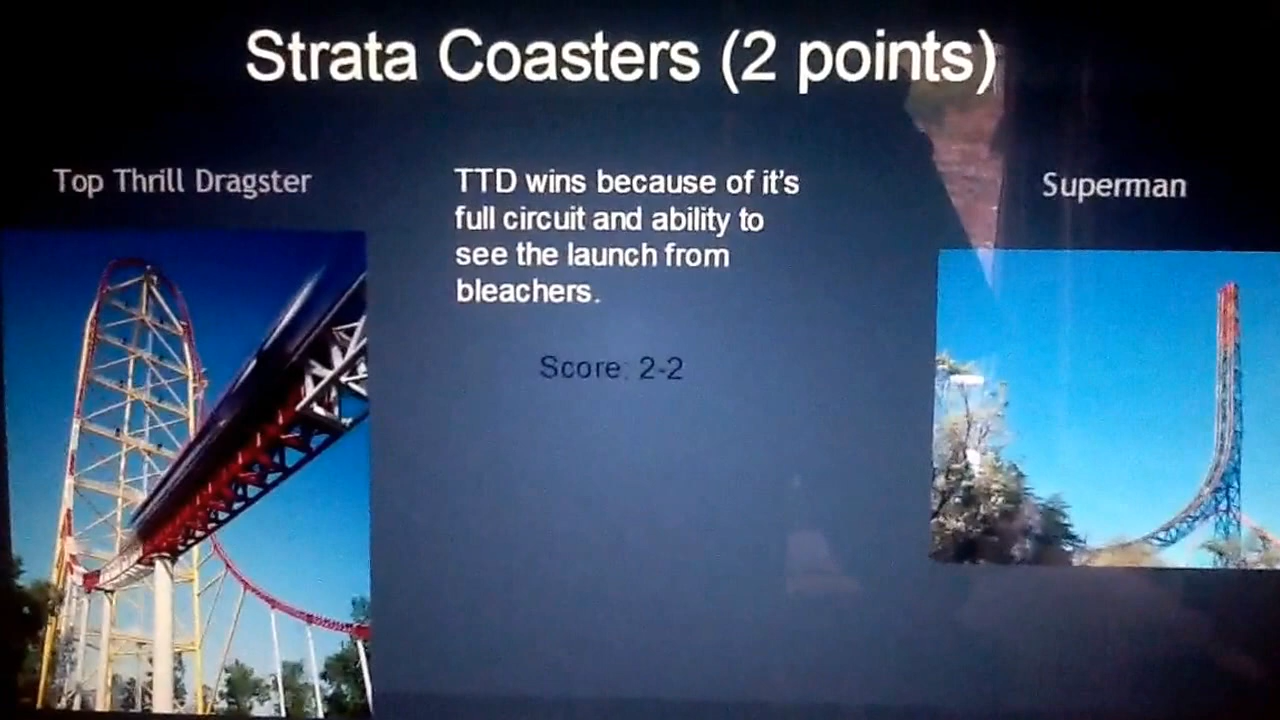 Strata Coasters (2 points)
Top Thrill Dragster
TTD wins because of it's
full circuit and ability to
see the launch from
bleachers.
Superman
Score: 2-2